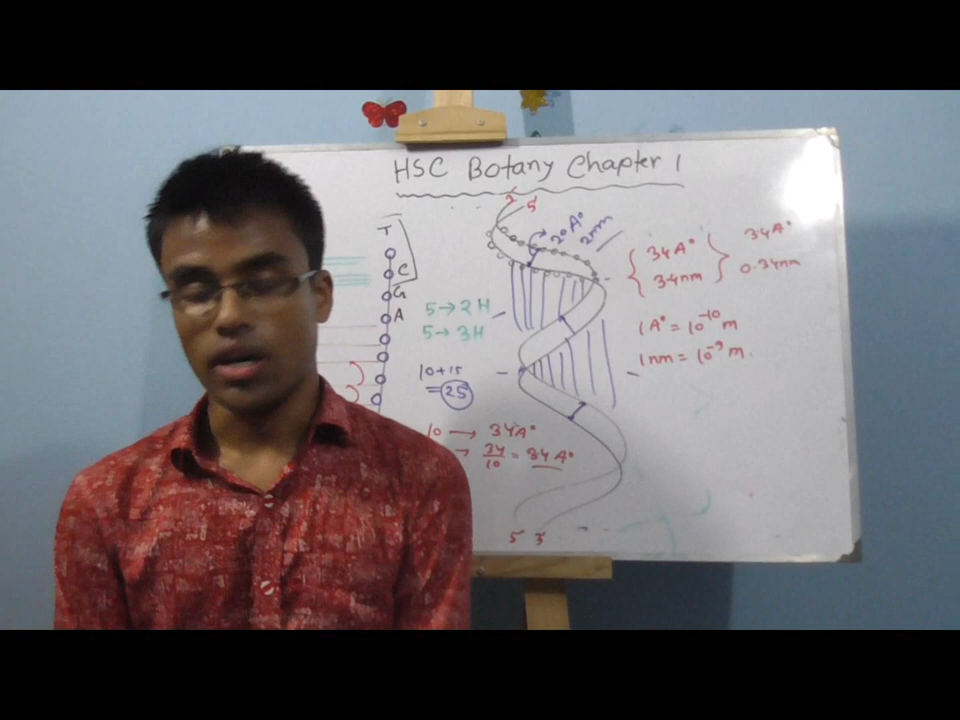 HSC Botany Chapter 1
5
T
C
G
A
20A°
2nm
34A°
3.4nm
3.4A°
0.34nm
5→2H
5→3H
1A° = 10⁻¹⁰ m
1nm = 10⁻⁹ m.
10+15
=25
10 → 34A°
→ 34/10 = 3.4A°
5 3